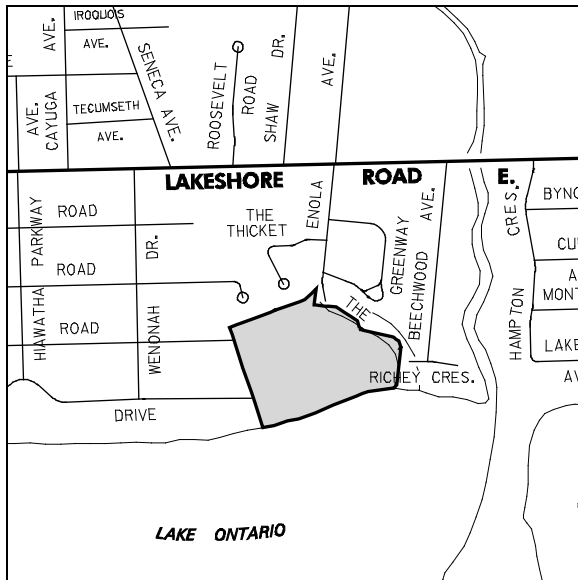 IROQUOIS
AVE.
AVE.
SENECA AVE.
ROOSEVELT
ROAD
SHAW DR.
AVE.
AVE.
CAYUGA
TECUMSETH
AVE.
LAKESHORE ROAD E.
HIAWATHA PARKWAY
ROAD
ROAD
ROAD
WENONAH DR.
THE
THICKET
ENOLA
THE
GREENWAY
BEECHWOOD AVE.
RICHEY CRES.
HAMPTON CRES.
BYNG
CU
A
MONT
LAKE
AV
DRIVE
LAKE ONTARIO